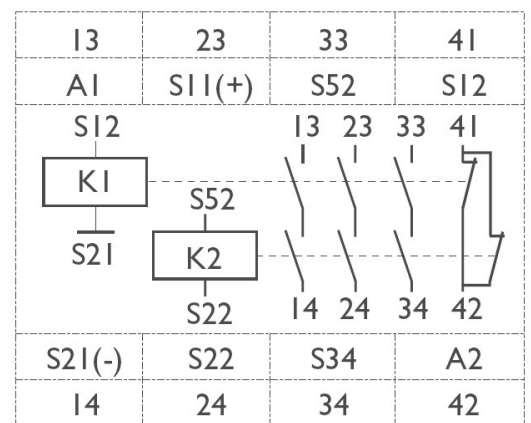 13 23 33 41
A1 S11(+) S52 S12
S12 13 23 33 41
K1
S52
S21
K2
S22 14 24 34 42
S21(-) S22 S34 A2
14 24 34 42